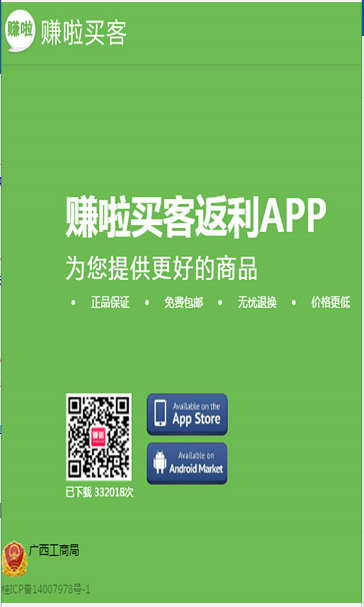 赚啦
赚啦买客
赚啦买客返利APP
为您提供更好的商品
• 正品保证 • 免费包邮 • 无忧退换 • 价格更低
赚啦
Available on the
App Store
Available on
Android Market
已下载 332018次
广西工商局
桂ICP备14007978号-1